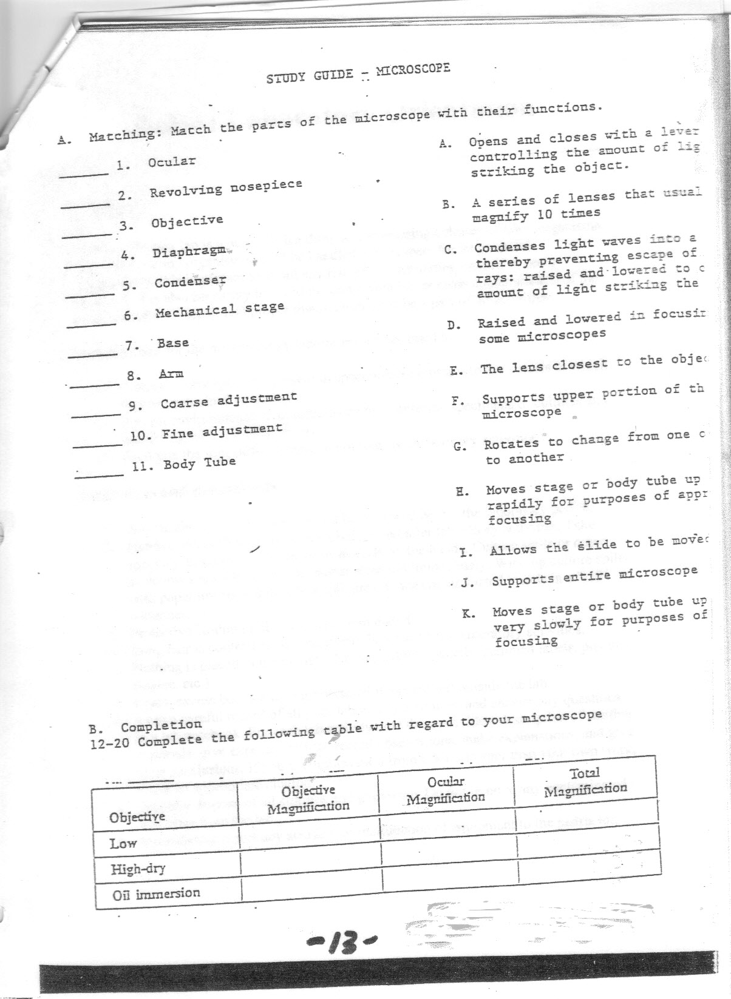 STUDY GUIDE - MICROSCOPE
A. Matching: Match the parts of the microscope with their functions.
1. Ocular
2. Revolving nosepiece
3. Objective
4. Diaphragm
5. Condenser
6. Mechanical stage
7. Base
8. Arm
9. Coarse adjustment
10. Fine adjustment
11. Body Tube
A. Opens and closes with a lever
controlling the amount of lig
striking the object.
B. A series of lenses that usual
magnify 10 times
C. Condenses light waves into a
thereby preventing escape of
rays: raised and lowered to c
amount of light striking the
D. Raised and lowered in focusin
some microscopes
E. The lens closest to the objec
F. Supports upper portion of th
microscope
G. Rotates to change from one
to another
H. Moves stage or body tube up
rapidly for purposes of appr
focusing
I. Allows the slide to be moved
J. Supports entire microscope
K. Moves stage or body tube up
very slowly for purposes of
focusing
B. Completion
12-20 Complete the following table with regard to your microscope
Objective
Objective
Magnification
Ocular
Magnification
Total
Magnification
Low
High-dry
Oil immersion
-13-